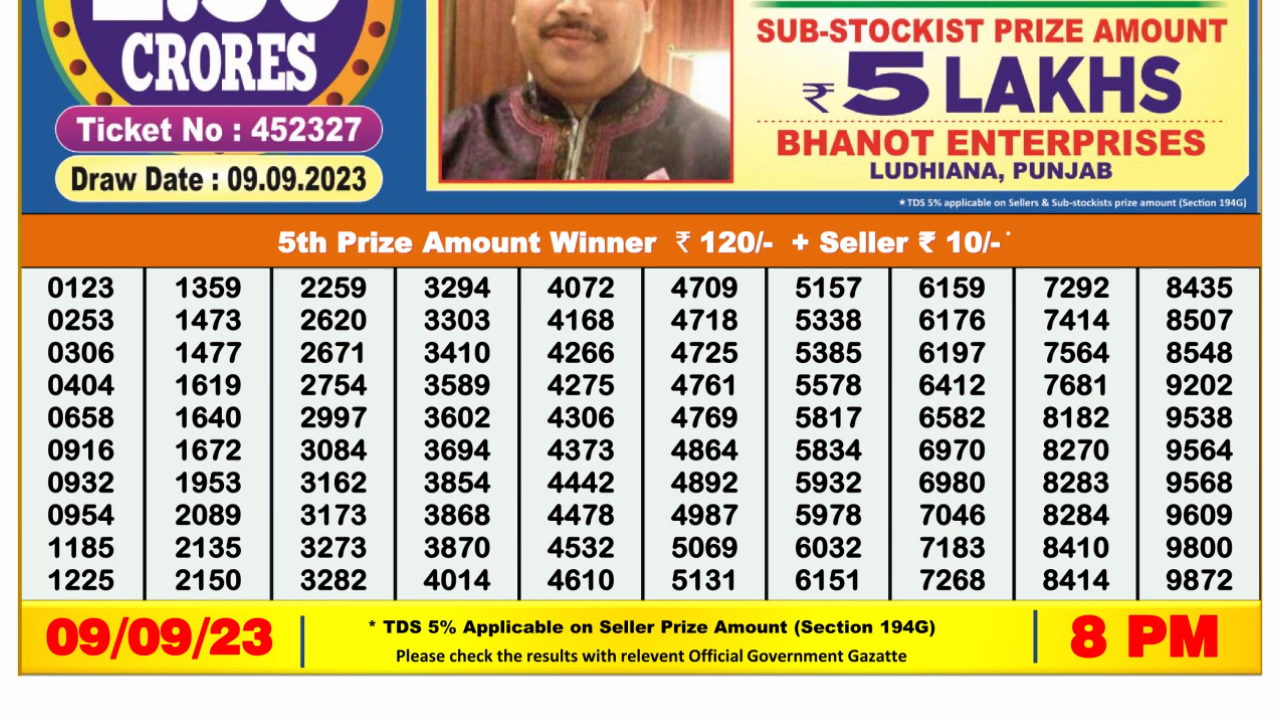 CRORES
Ticket No : 452327
Draw Date : 09.09.2023
SUB-STOCKIST PRIZE AMOUNT
₹ 5 LAKHS
BHANOT ENTERPRISES
LUDHIANA, PUNJAB
★TDS 5% applicable on Sellers & Sub-stockists prize amount (Section 194G)
5th Prize Amount Winner ₹ 120/- + Seller ₹ 10/-*
0123 1359 2259 3294 4072 4709 5157 6159 7292 8435
0253 1473 2620 3303 4168 4718 5338 6176 7414 8507
0306 1477 2671 3410 4266 4725 5385 6197 7564 8548
0404 1619 2754 3589 4275 4761 5578 6412 7681 9202
0658 1640 2997 3602 4306 4769 5817 6582 8182 9538
0916 1672 3084 3694 4373 4864 5834 6970 8270 9564
0932 1953 3162 3854 4442 4892 5932 6980 8283 9568
0954 2089 3173 3868 4478 4987 5978 7046 8284 9609
1185 2135 3273 3870 4532 5069 6032 7183 8410 9800
1225 2150 3282 4014 4610 5131 6151 7268 8414 9872
09/09/23
* TDS 5% Applicable on Seller Prize Amount (Section 194G)
Please check the results with relevent Official Government Gazatte
8 PM